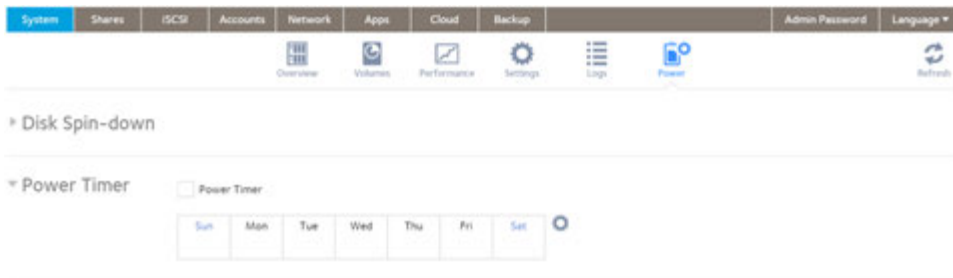 System Shares iSCSI Accounts Network Apps Cloud Backup Admin Password Language
Overview Volumes Performance Settings Logs Power Refresh
Disk Spin-down
Power Timer Power Timer
Sun Mon Tue Wed Thu Fri Sat